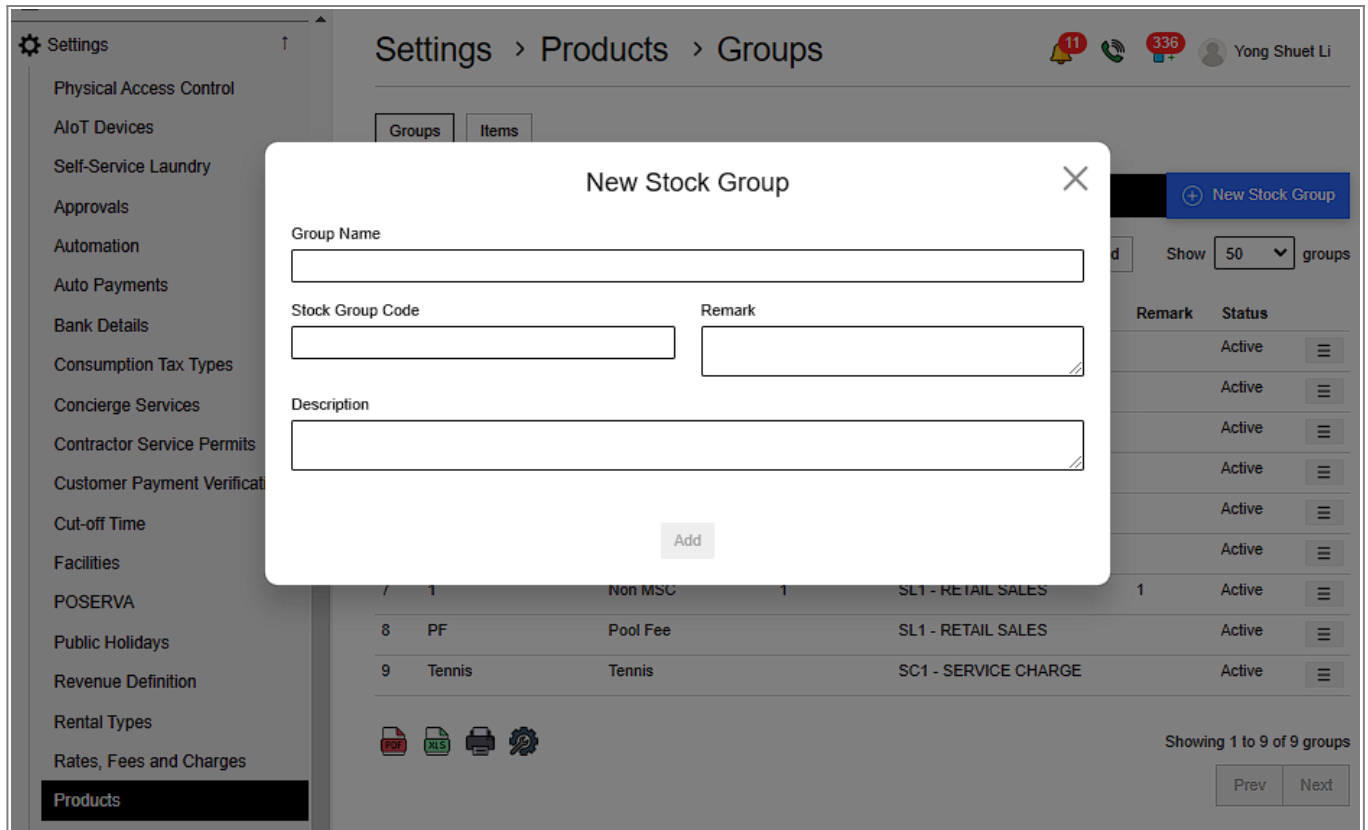 Settings ↑
Physical Access Control
AIoT Devices
Self-Service Laundry
Approvals
Automation
Auto Payments
Bank Details
Consumption Tax Types
Concierge Services
Contractor Service Permits
Customer Payment Verificati
Cut-off Time
Facilities
POSERVA
Public Holidays
Revenue Definition
Rental Types
Rates, Fees and Charges
Products
Settings > Products > Groups
11 336 Yong Shuet Li
Groups Items
New Stock Group
Show 50 groups
Remark Status
Active
Active
Active
Active
Active
Active
7 1 Non MSC 1 SL1 - RETAIL SALES 1 Active
8 PF Pool Fee SL1 - RETAIL SALES Active
9 Tennis Tennis SC1 - SERVICE CHARGE Active
PDF XLS
Showing 1 to 9 of 9 groups
Prev Next
New Stock Group
Group Name
Stock Group Code Remark
Description
Add